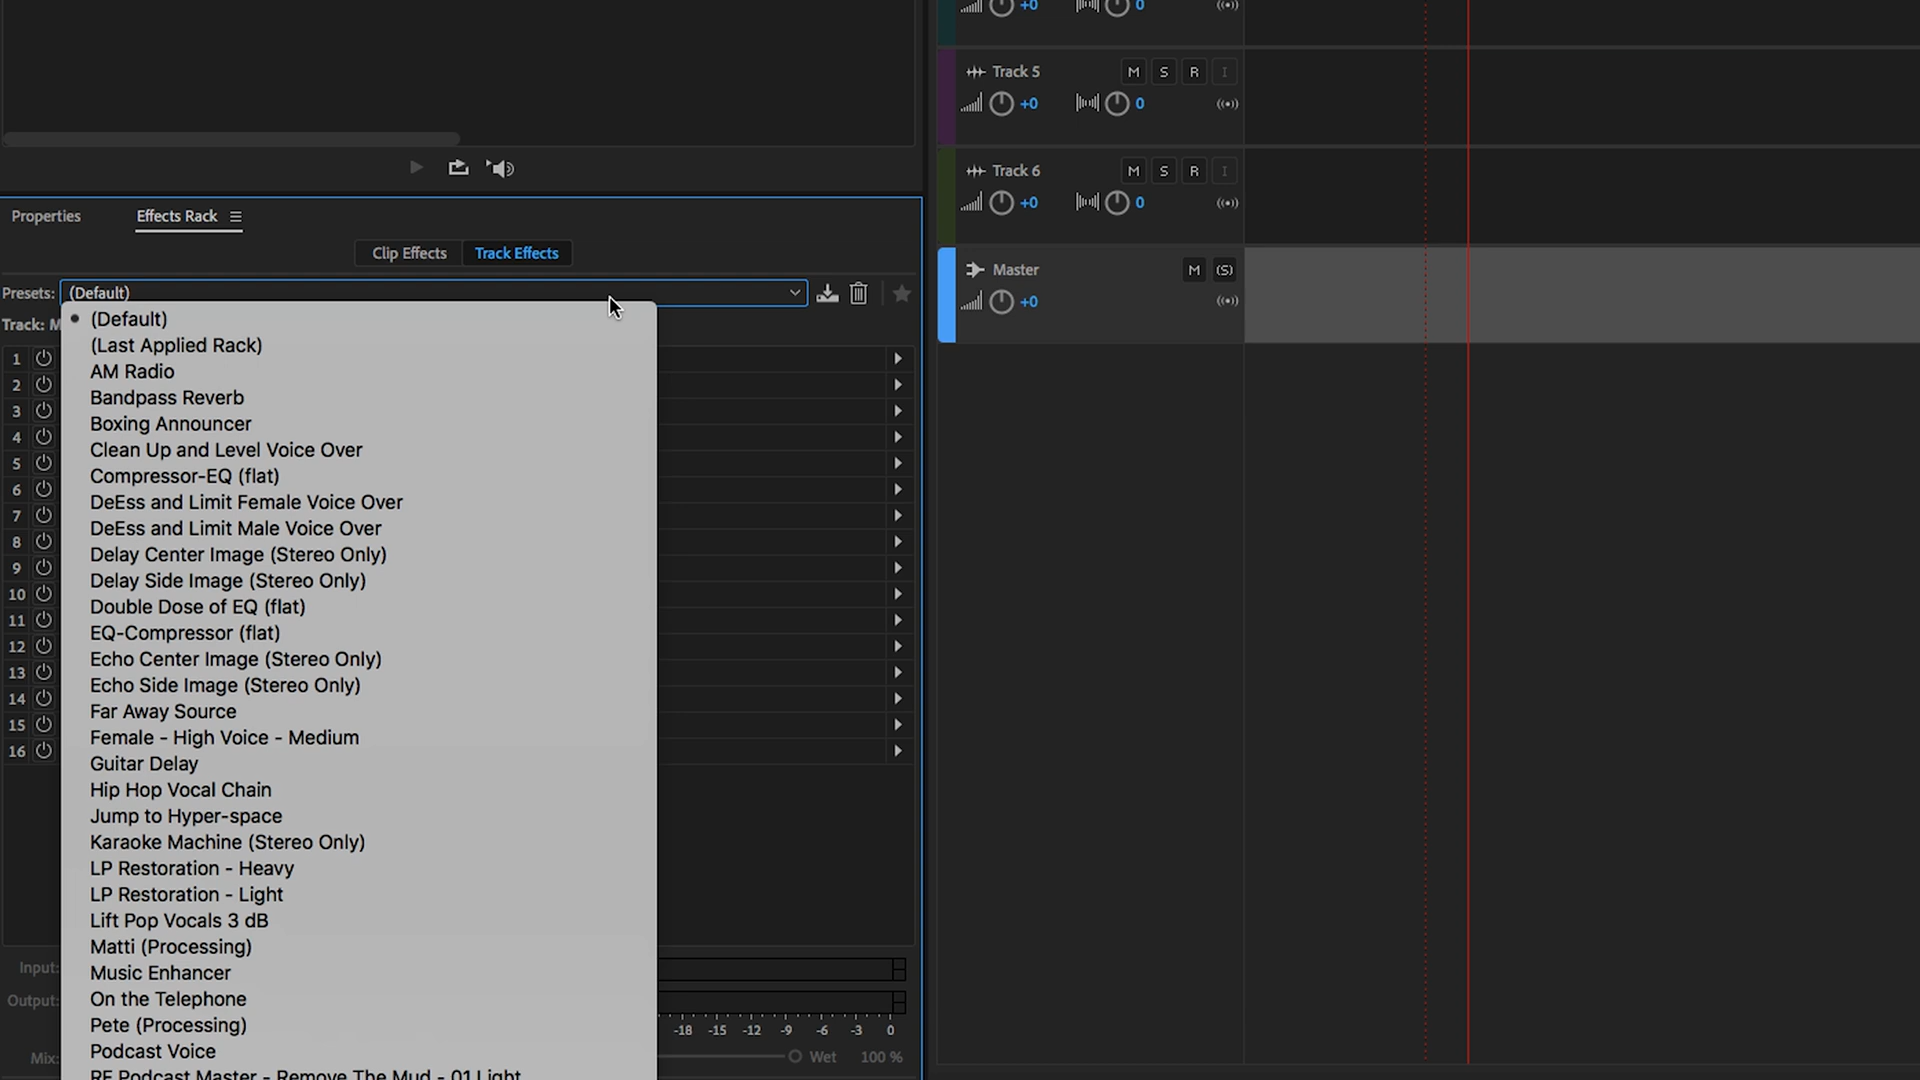 +0 0
Track 5 M S R I
+0 0
Track 6 M S R I
+0 0
Master M (S)
+0
Properties Effects Rack
Clip Effects Track Effects
Presets: (Default)
Track: M
(Default)
(Last Applied Rack)
AM Radio
Bandpass Reverb
Boxing Announcer
Clean Up and Level Voice Over
Compressor-EQ (flat)
DeEss and Limit Female Voice Over
DeEss and Limit Male Voice Over
Delay Center Image (Stereo Only)
Delay Side Image (Stereo Only)
Double Dose of EQ (flat)
EQ-Compressor (flat)
Echo Center Image (Stereo Only)
Echo Side Image (Stereo Only)
Far Away Source
Female - High Voice - Medium
Guitar Delay
Hip Hop Vocal Chain
Jump to Hyper-space
Karaoke Machine (Stereo Only)
LP Restoration - Heavy
LP Restoration - Light
Lift Pop Vocals 3 dB
Matti (Processing)
Music Enhancer
On the Telephone
Pete (Processing)
Podcast Voice
RE Podcast Master - Remove The Mud - 01 Light
1
2
3
4
5
6
7
8
9
10
11
12
13
14
15
16
Input:
Output:
-18 -15 -12 -9 -6 -3 0
Mix: Wet 100 %